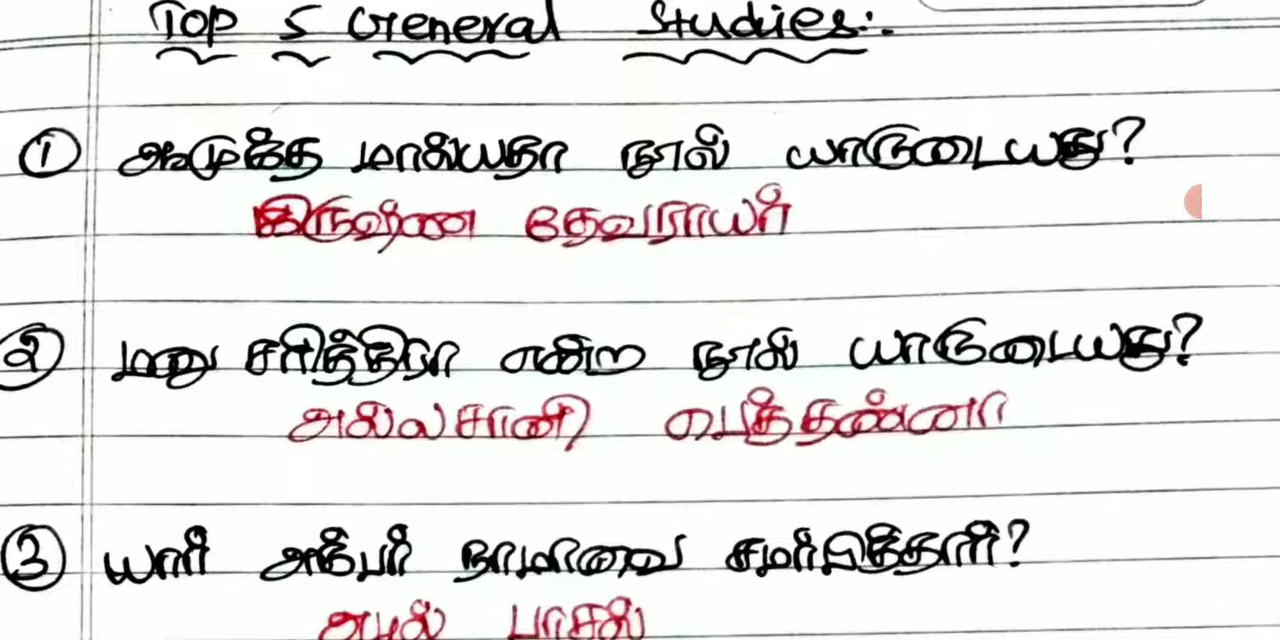 Top 5 General Studies:.
① அமுக்த மால்யதா நூல் யாருடையது?
கிருஷ்ண தேவராயர்
② மனு சரித்திரா என்ற நூல் யாருடையது?
அல்லசானி பெத்தண்ணா
③ யார் அக்பர் நாமாவை சமர்பித்தார்?
அபுல் பாசல்